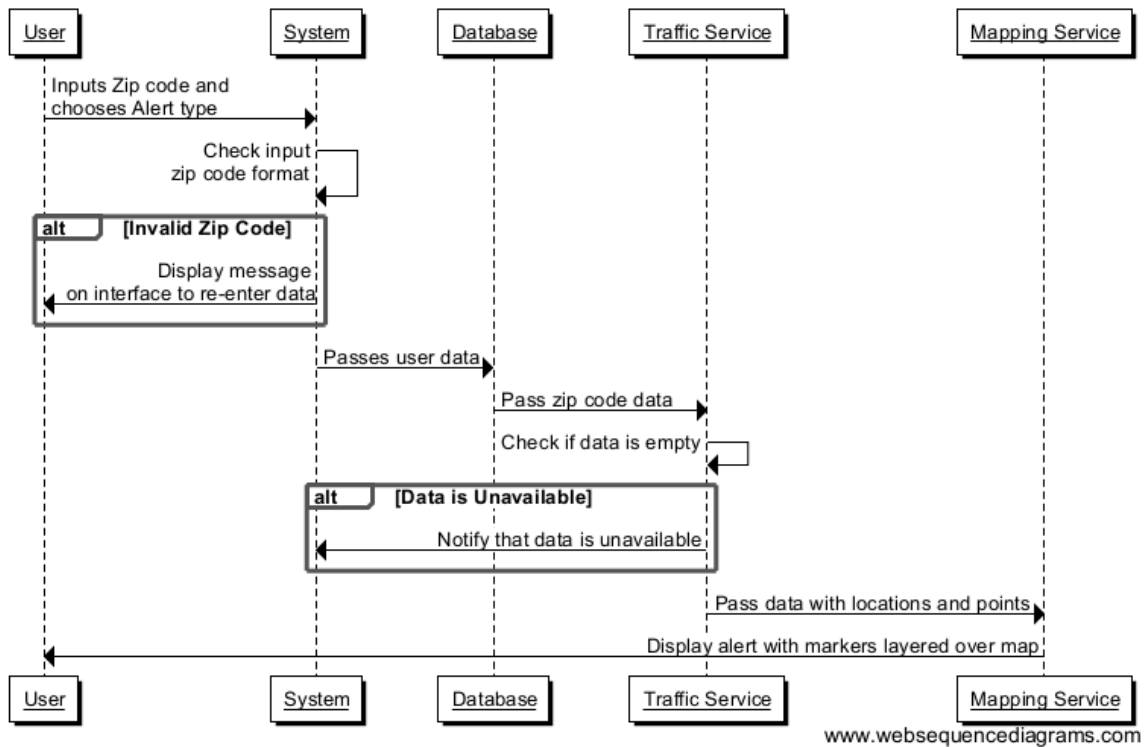 User
System
Database
Traffic Service
Mapping Service
Inputs Zip code and
chooses Alert type
Check input
zip code format
alt
[Invalid Zip Code]
Display message
on interface to re-enter data
Passes user data
Pass zip code data
Check if data is empty
alt
[Data is Unavailable]
Notify that data is unavailable
Pass data with locations and points
Display alert with markers layered over map
User
System
Database
Traffic Service
Mapping Service
www.websequencediagrams.com